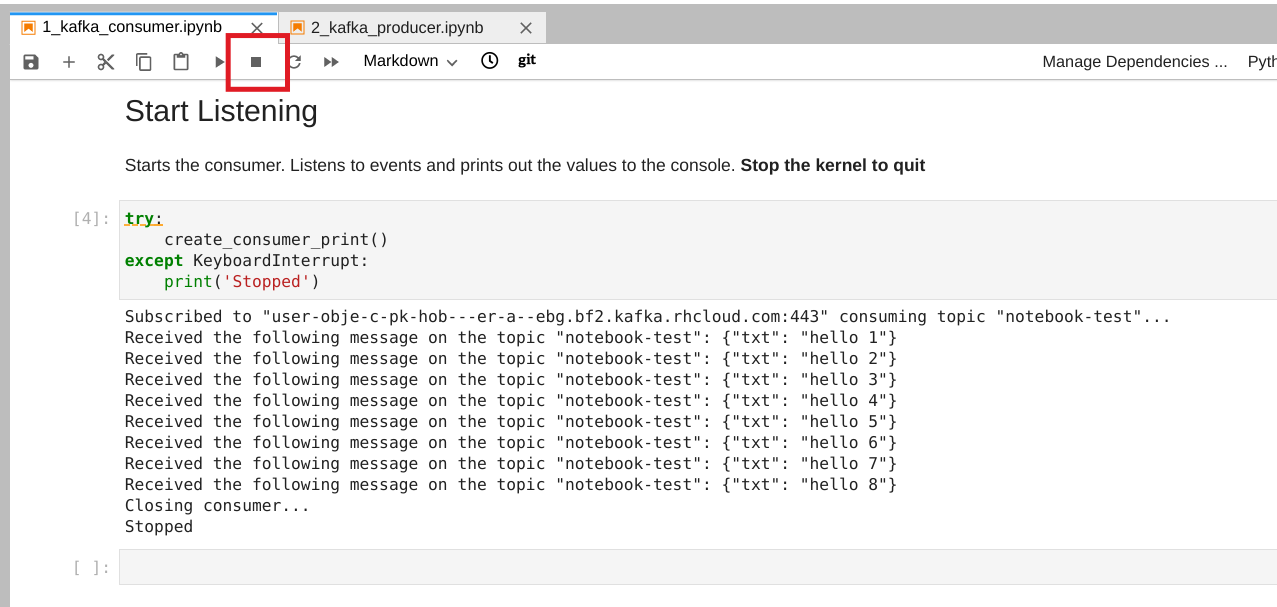 1_kafka_consumer.ipynb
2_kafka_producer.ipynb
Markdown
git
Manage Dependencies ...
Pyth
Start Listening
Starts the consumer. Listens to events and prints out the values to the console. Stop the kernel to quit
[4]:
try:
    create_consumer_print()
except KeyboardInterrupt:
    print('Stopped')
Subscribed to "user-obje-c-pk-hob---er-a--ebg.bf2.kafka.rhcloud.com:443" consuming topic "notebook-test"...
Received the following message on the topic "notebook-test": {"txt": "hello 1"}
Received the following message on the topic "notebook-test": {"txt": "hello 2"}
Received the following message on the topic "notebook-test": {"txt": "hello 3"}
Received the following message on the topic "notebook-test": {"txt": "hello 4"}
Received the following message on the topic "notebook-test": {"txt": "hello 5"}
Received the following message on the topic "notebook-test": {"txt": "hello 6"}
Received the following message on the topic "notebook-test": {"txt": "hello 7"}
Received the following message on the topic "notebook-test": {"txt": "hello 8"}
Closing consumer...
Stopped
[ ]: